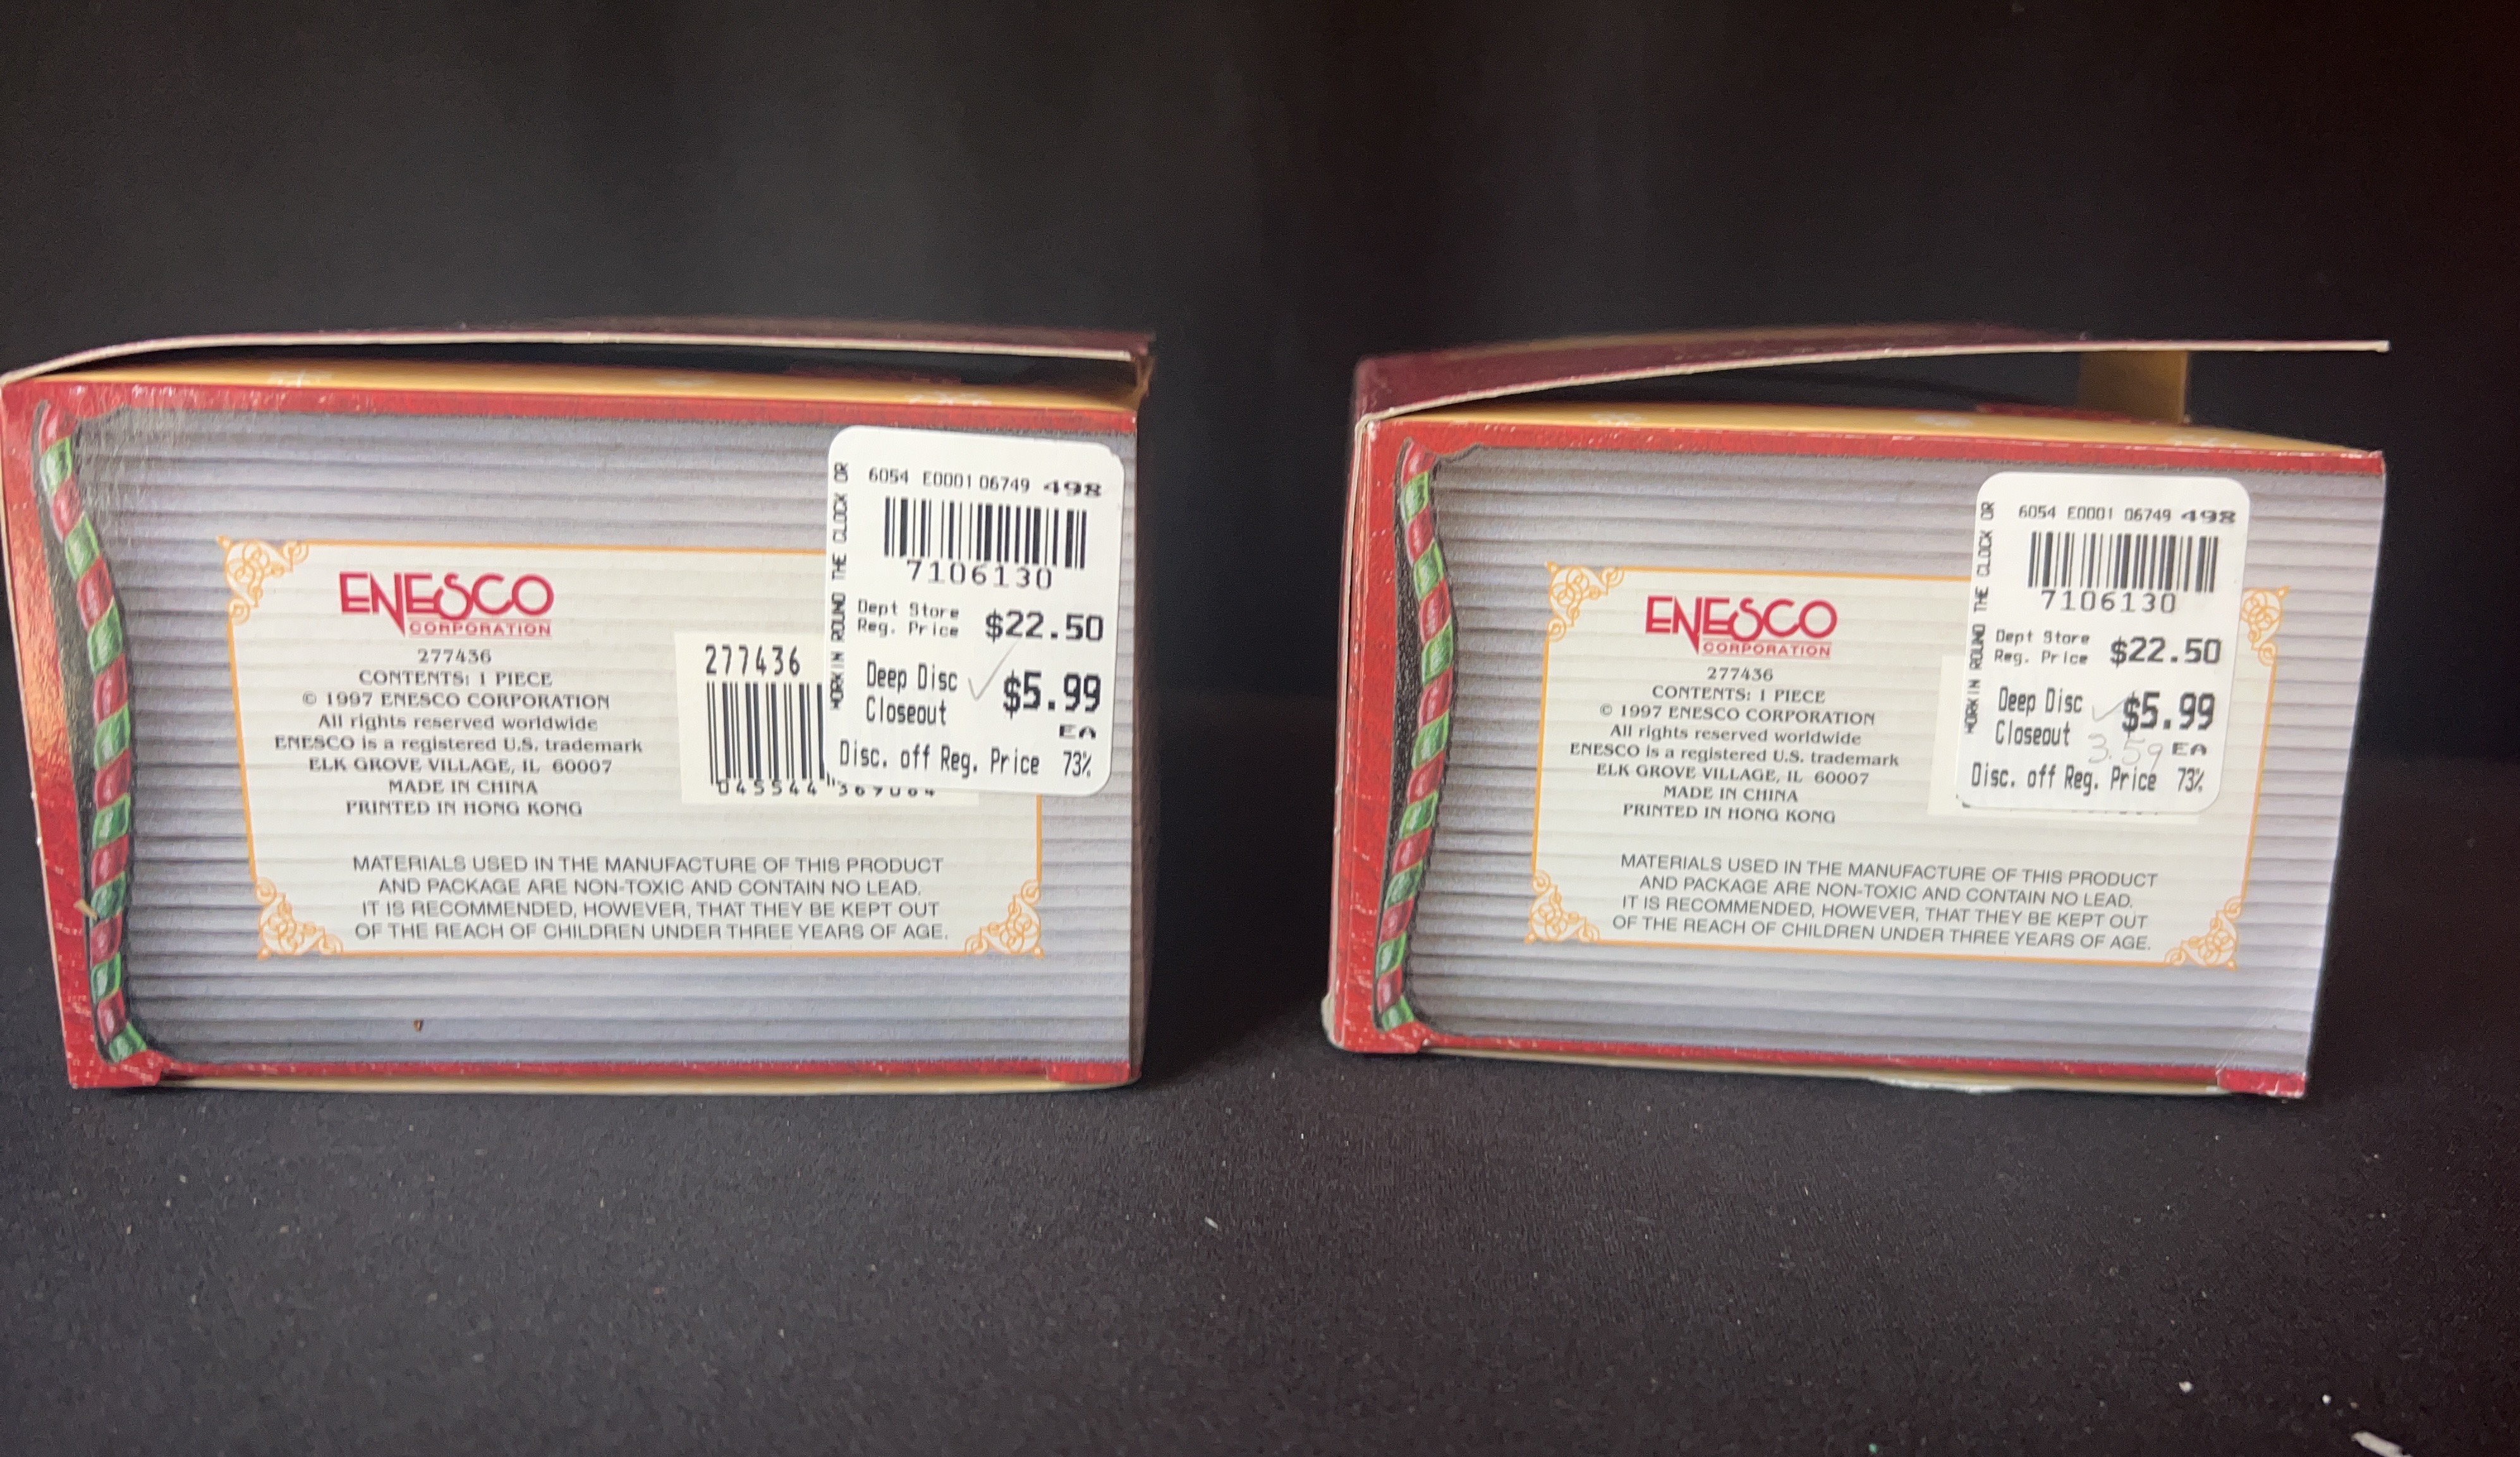 ENESCO
CORPORATION
277436
CONTENTS: 1 PIECE
© 1997 ENESCO CORPORATION
All rights reserved worldwide
ENESCO is a registered U.S. trademark
ELK GROVE VILLAGE, IL 60007
MADE IN CHINA
PRINTED IN HONG KONG
277436
045544
MATERIALS USED IN THE MANUFACTURE OF THIS PRODUCT
AND PACKAGE ARE NON-TOXIC AND CONTAIN NO LEAD.
IT IS RECOMMENDED, HOWEVER, THAT THEY BE KEPT OUT
OF THE REACH OF CHILDREN UNDER THREE YEARS OF AGE.
WORKIN ROUND THE CLOCK OR
6054 E0001 06749 498
7106130
Dept Store
Reg. Price $22.50
Deep Disc
Closeout $5.99
EA
Disc. off Reg. Price 73%
ENESCO
CORPORATION
277436
CONTENTS: 1 PIECE
© 1997 ENESCO CORPORATION
All rights reserved worldwide
ENESCO is a registered U.S. trademark
ELK GROVE VILLAGE, IL 60007
MADE IN CHINA
PRINTED IN HONG KONG
MATERIALS USED IN THE MANUFACTURE OF THIS PRODUCT
AND PACKAGE ARE NON-TOXIC AND CONTAIN NO LEAD.
IT IS RECOMMENDED, HOWEVER, THAT THEY BE KEPT OUT
OF THE REACH OF CHILDREN UNDER THREE YEARS OF AGE.
WORKIN ROUND THE CLOCK OR
6054 E0001 06749 498
7106130
Dept Store
Reg. Price $22.50
Deep Disc
Closeout $5.99
3.59 EA
Disc. off Reg. Price 73%